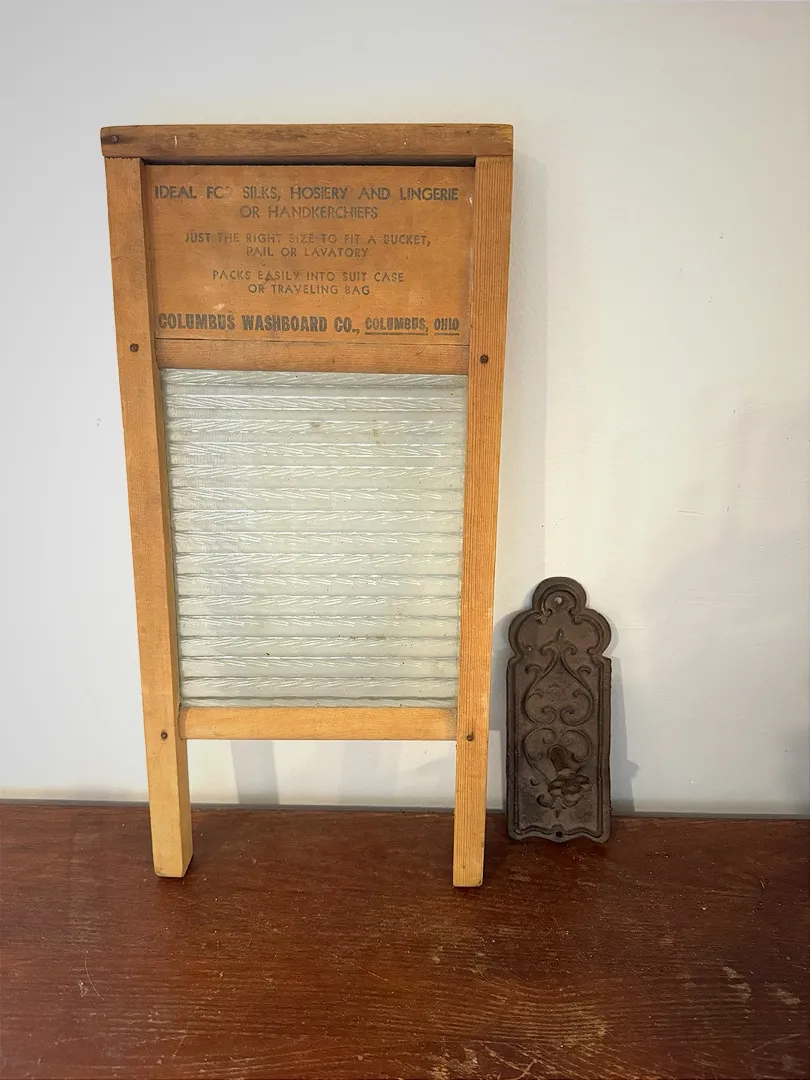 IDEAL FOR SILKS, HOSIERY AND LINGERIE
OR HANDKERCHIEFS
JUST THE RIGHT SIZE TO FIT A BUCKET,
PAIL OR LAVATORY
PACKS EASILY INTO SUIT CASE
OR TRAVELING BAG
COLUMBUS WASHBOARD CO., COLUMBUS, OHIO